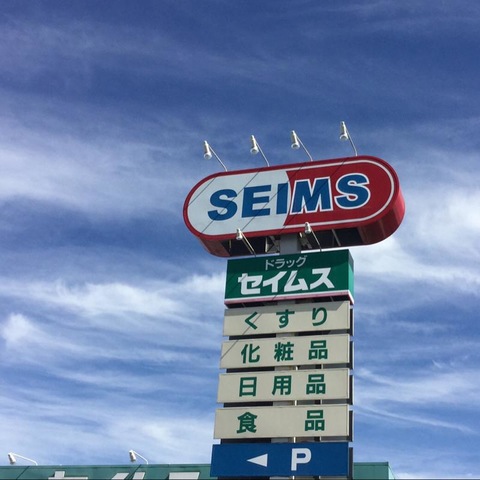 SEIMS
ドラッグ
セイムス
くすり
化粧品
日用品
食品
◀ P